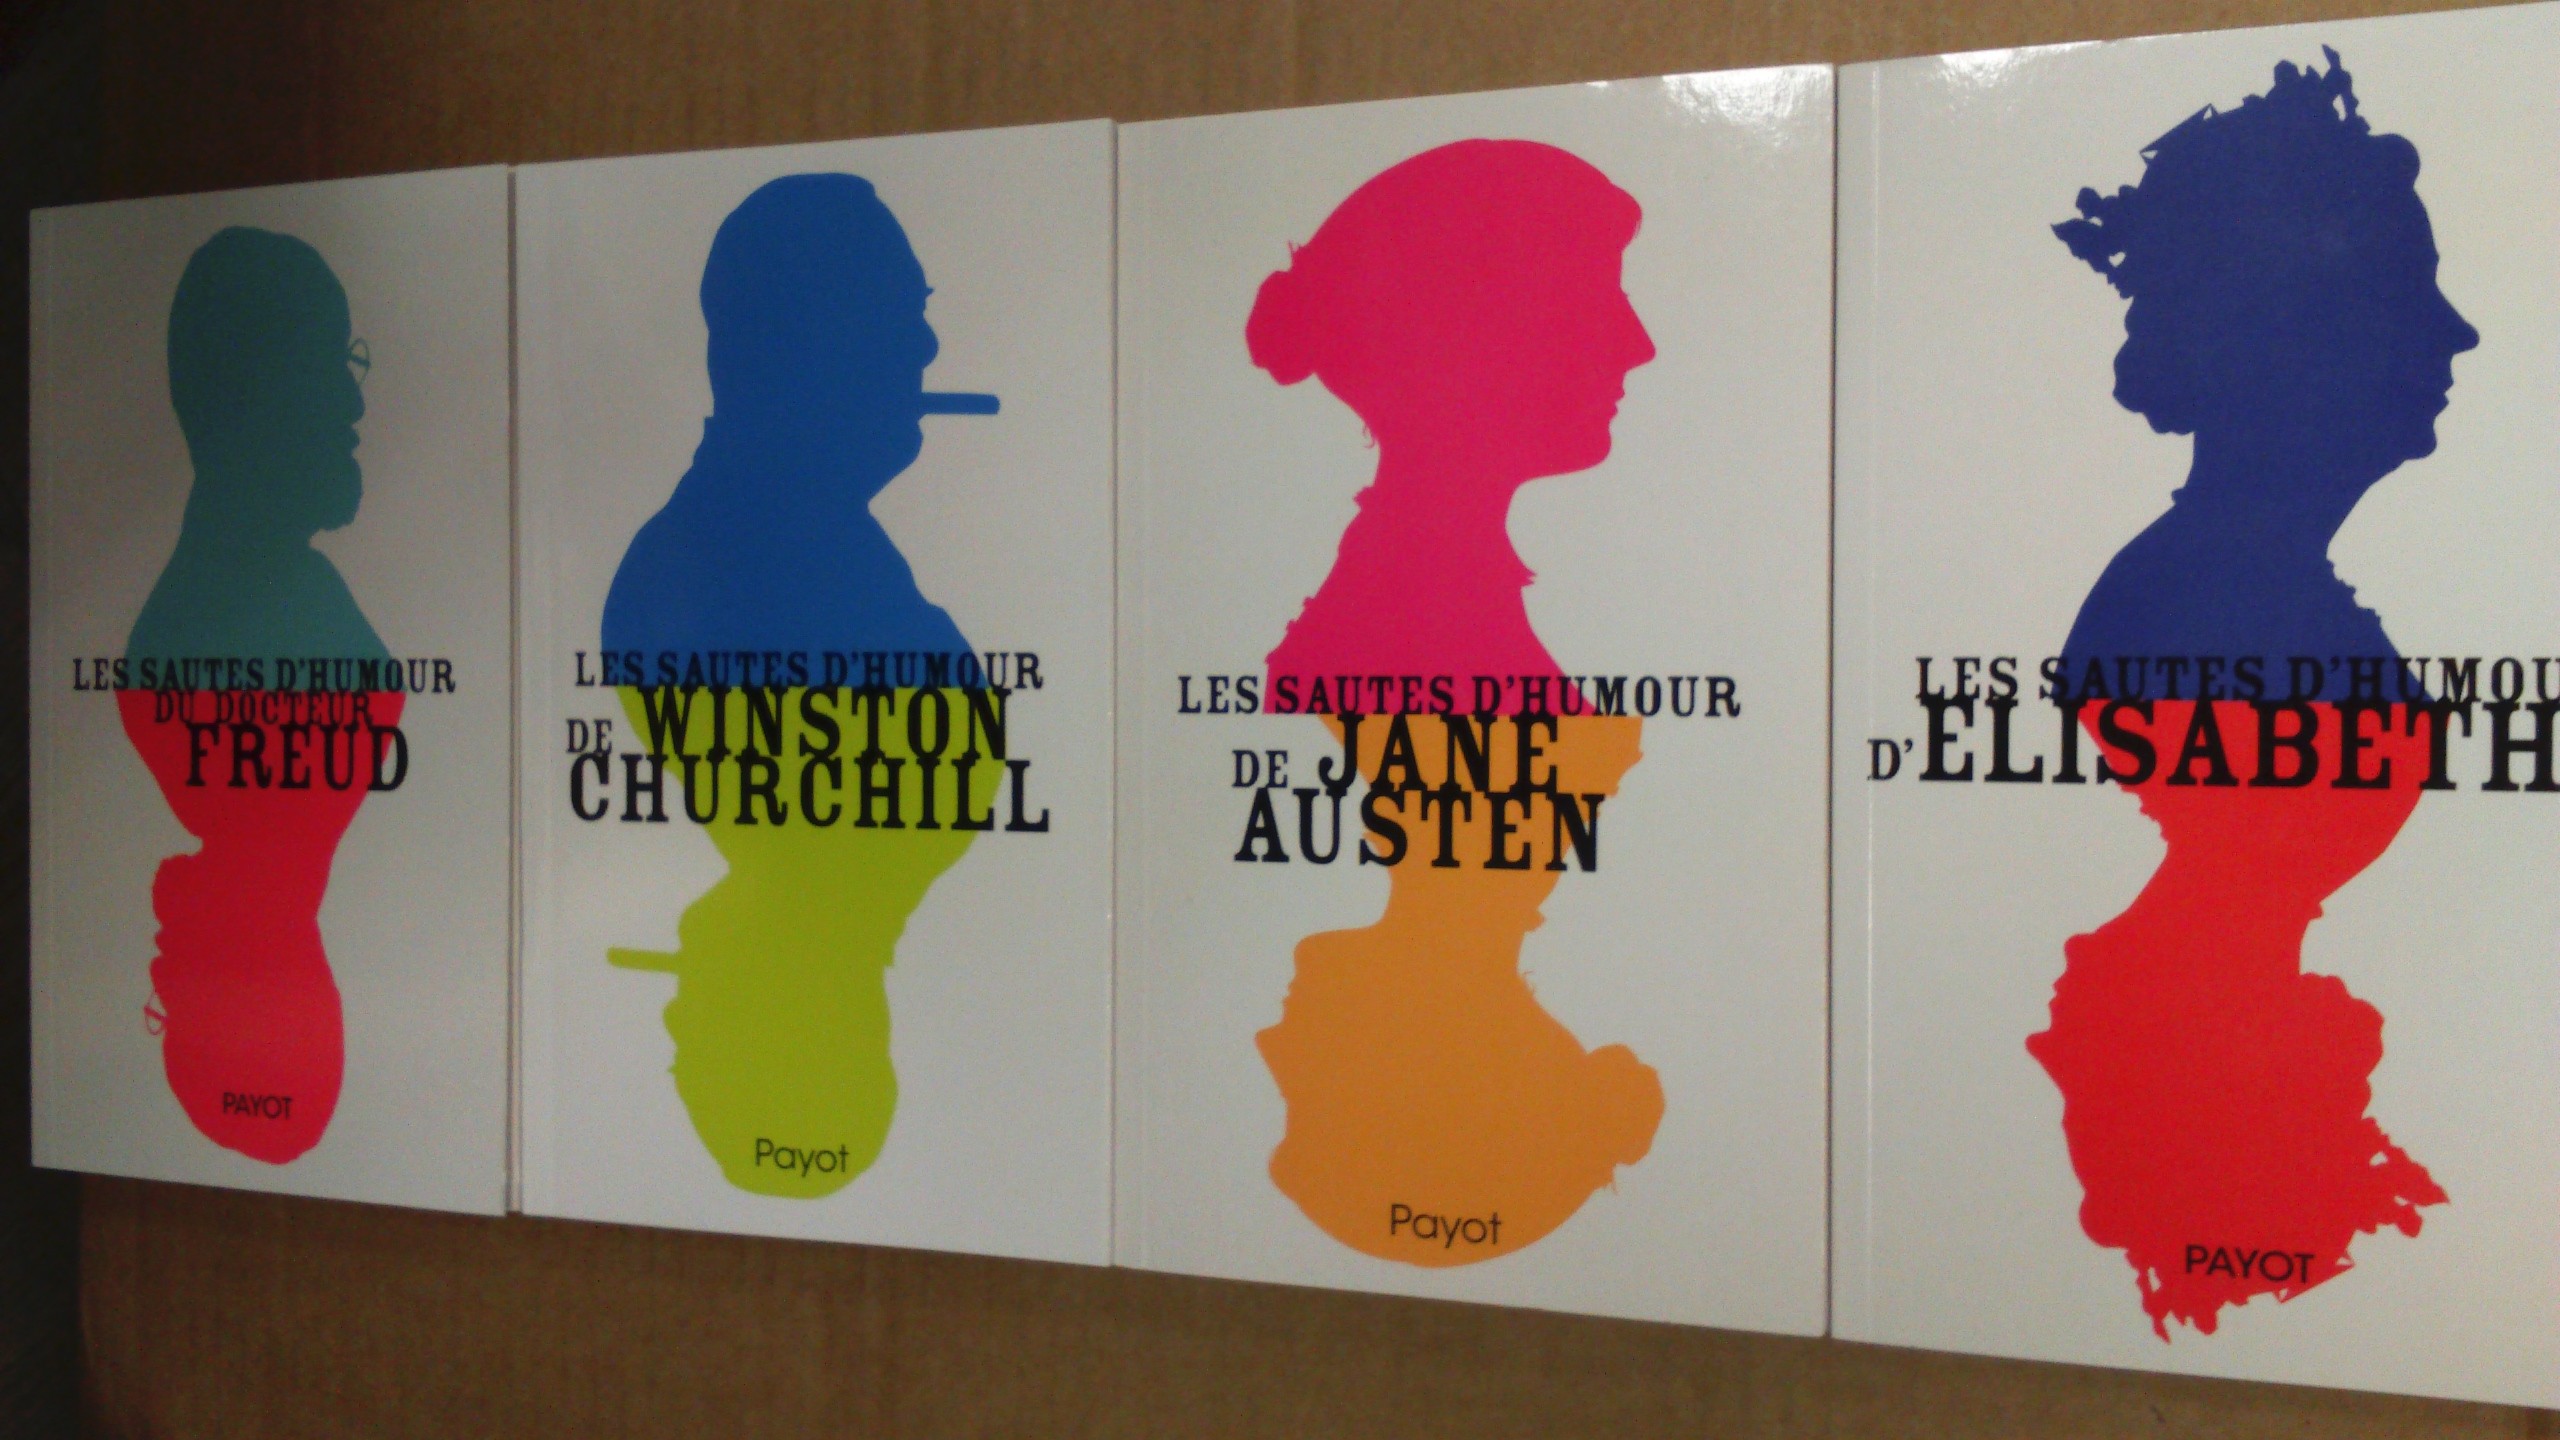 LES SAUTES D'HUMOUR
DU DOCTEUR
FREUD
PAYOT
LES SAUTES D'HUMOUR
DE WINSTON
CHURCHILL
Payot
LES SAUTES D'HUMOUR
DE JANE
AUSTEN
Payot
LES SAUTES D'HUMOU
D'ELISABETH
PAYOT